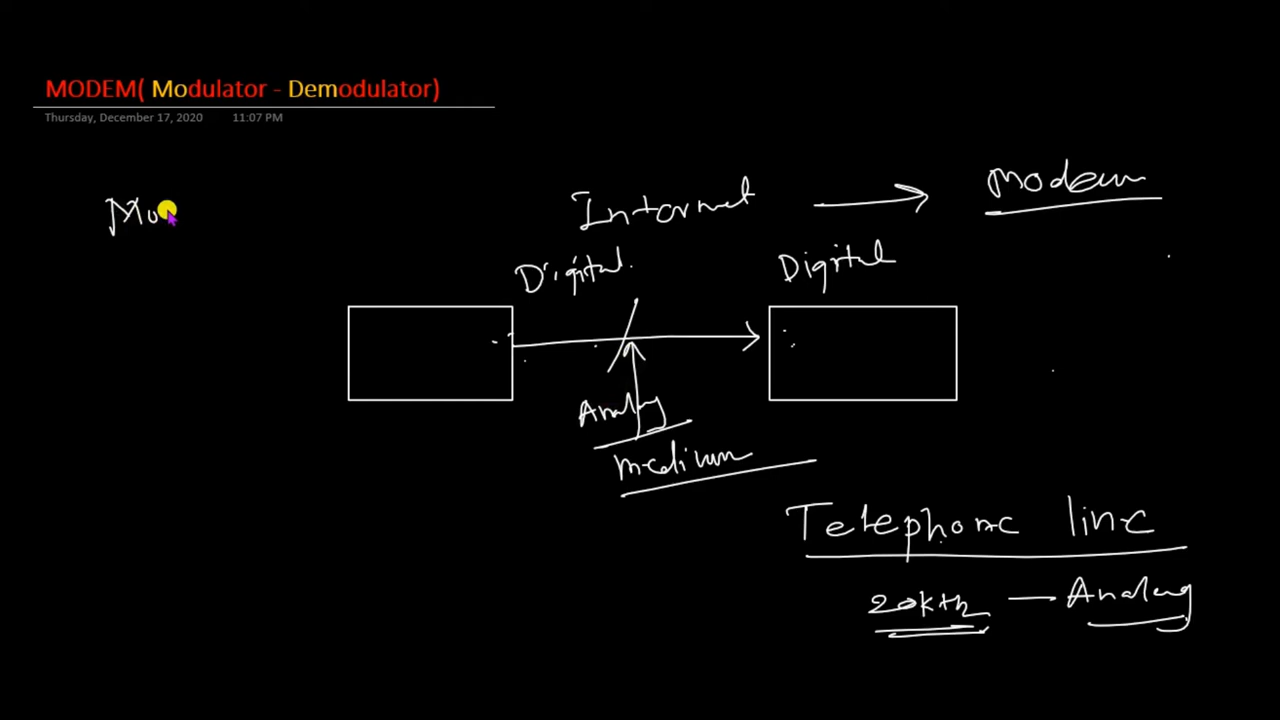 MODEM( Modulator - Demodulator)
Thursday, December 17, 2020 11:07 PM
Mo
Internet → Modem
Digital Digital
Analog
medium
Telephone line
20KHz — Analog